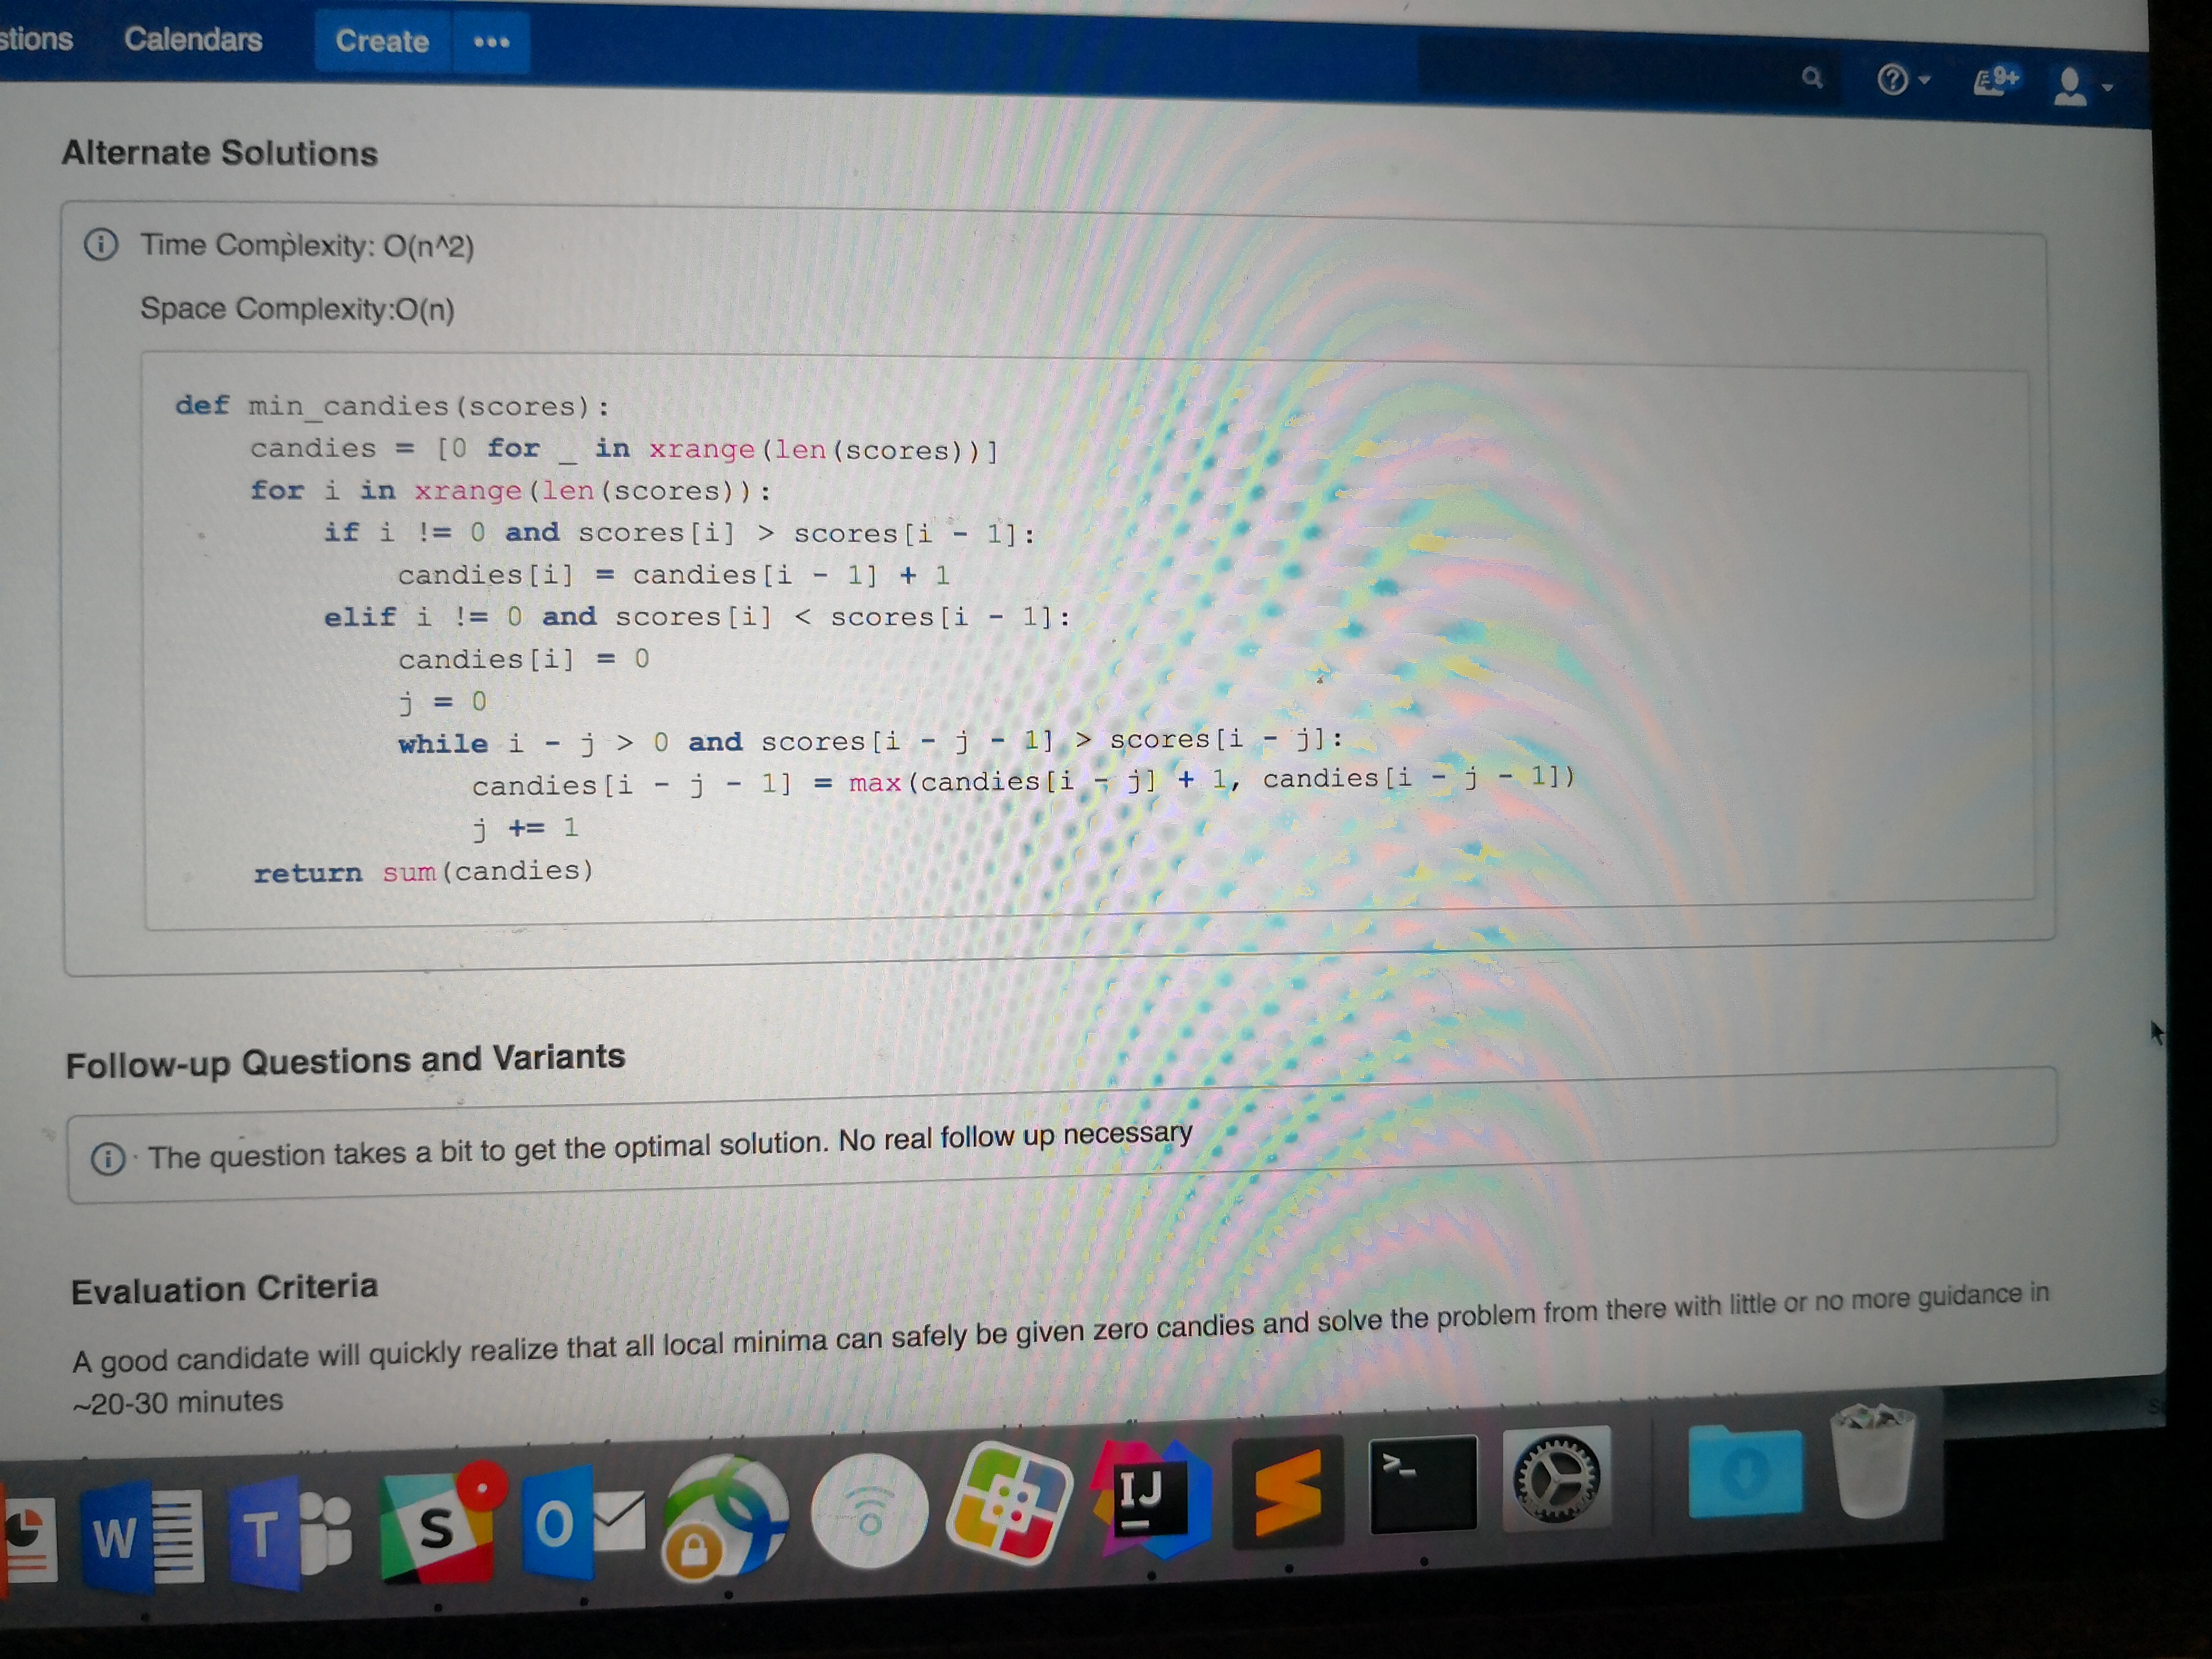 stions Calendars Create •••
9+
Alternate Solutions
Time Complexity: O(n^2)
Space Complexity:O(n)
def min_candies(scores):
    candies = [0 for _ in xrange(len(scores))]
    for i in xrange(len(scores)):
        if i != 0 and scores[i] > scores[i - 1]:
            candies[i] = candies[i - 1] + 1
        elif i != 0 and scores[i] < scores[i - 1]:
            candies[i] = 0
            j = 0
            while i - j > 0 and scores[i - j - 1] > scores[i - j]:
                candies[i - j - 1] = max(candies[i - j] + 1, candies[i - j - 1])
                j += 1
    return sum(candies)
Follow-up Questions and Variants
The question takes a bit to get the optimal solution. No real follow up necessary
Evaluation Criteria
A good candidate will quickly realize that all local minima can safely be given zero candies and solve the problem from there with little or no more guidance in
~20-30 minutes
W T S O IJ >_